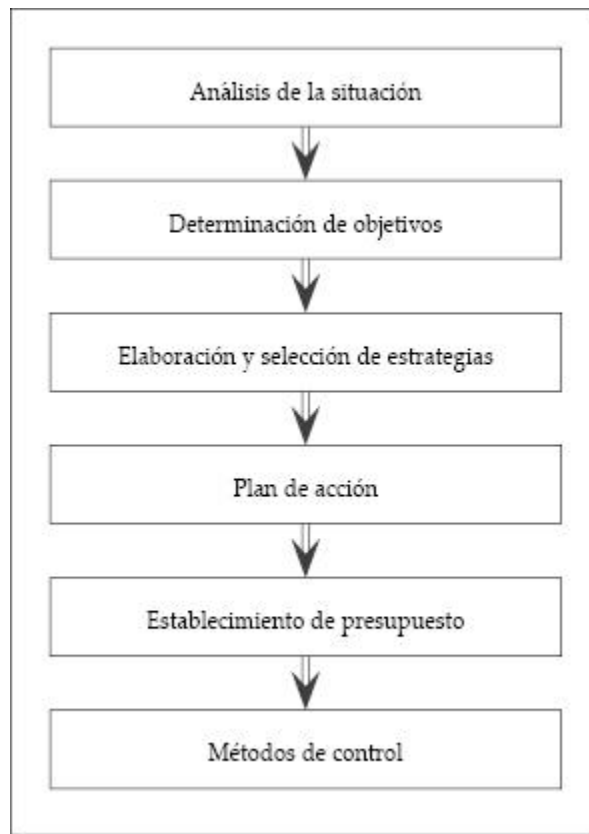 Análisis de la situación
Determinación de objetivos
Elaboración y selección de estrategias
Plan de acción
Establecimiento de presupuesto
Métodos de control